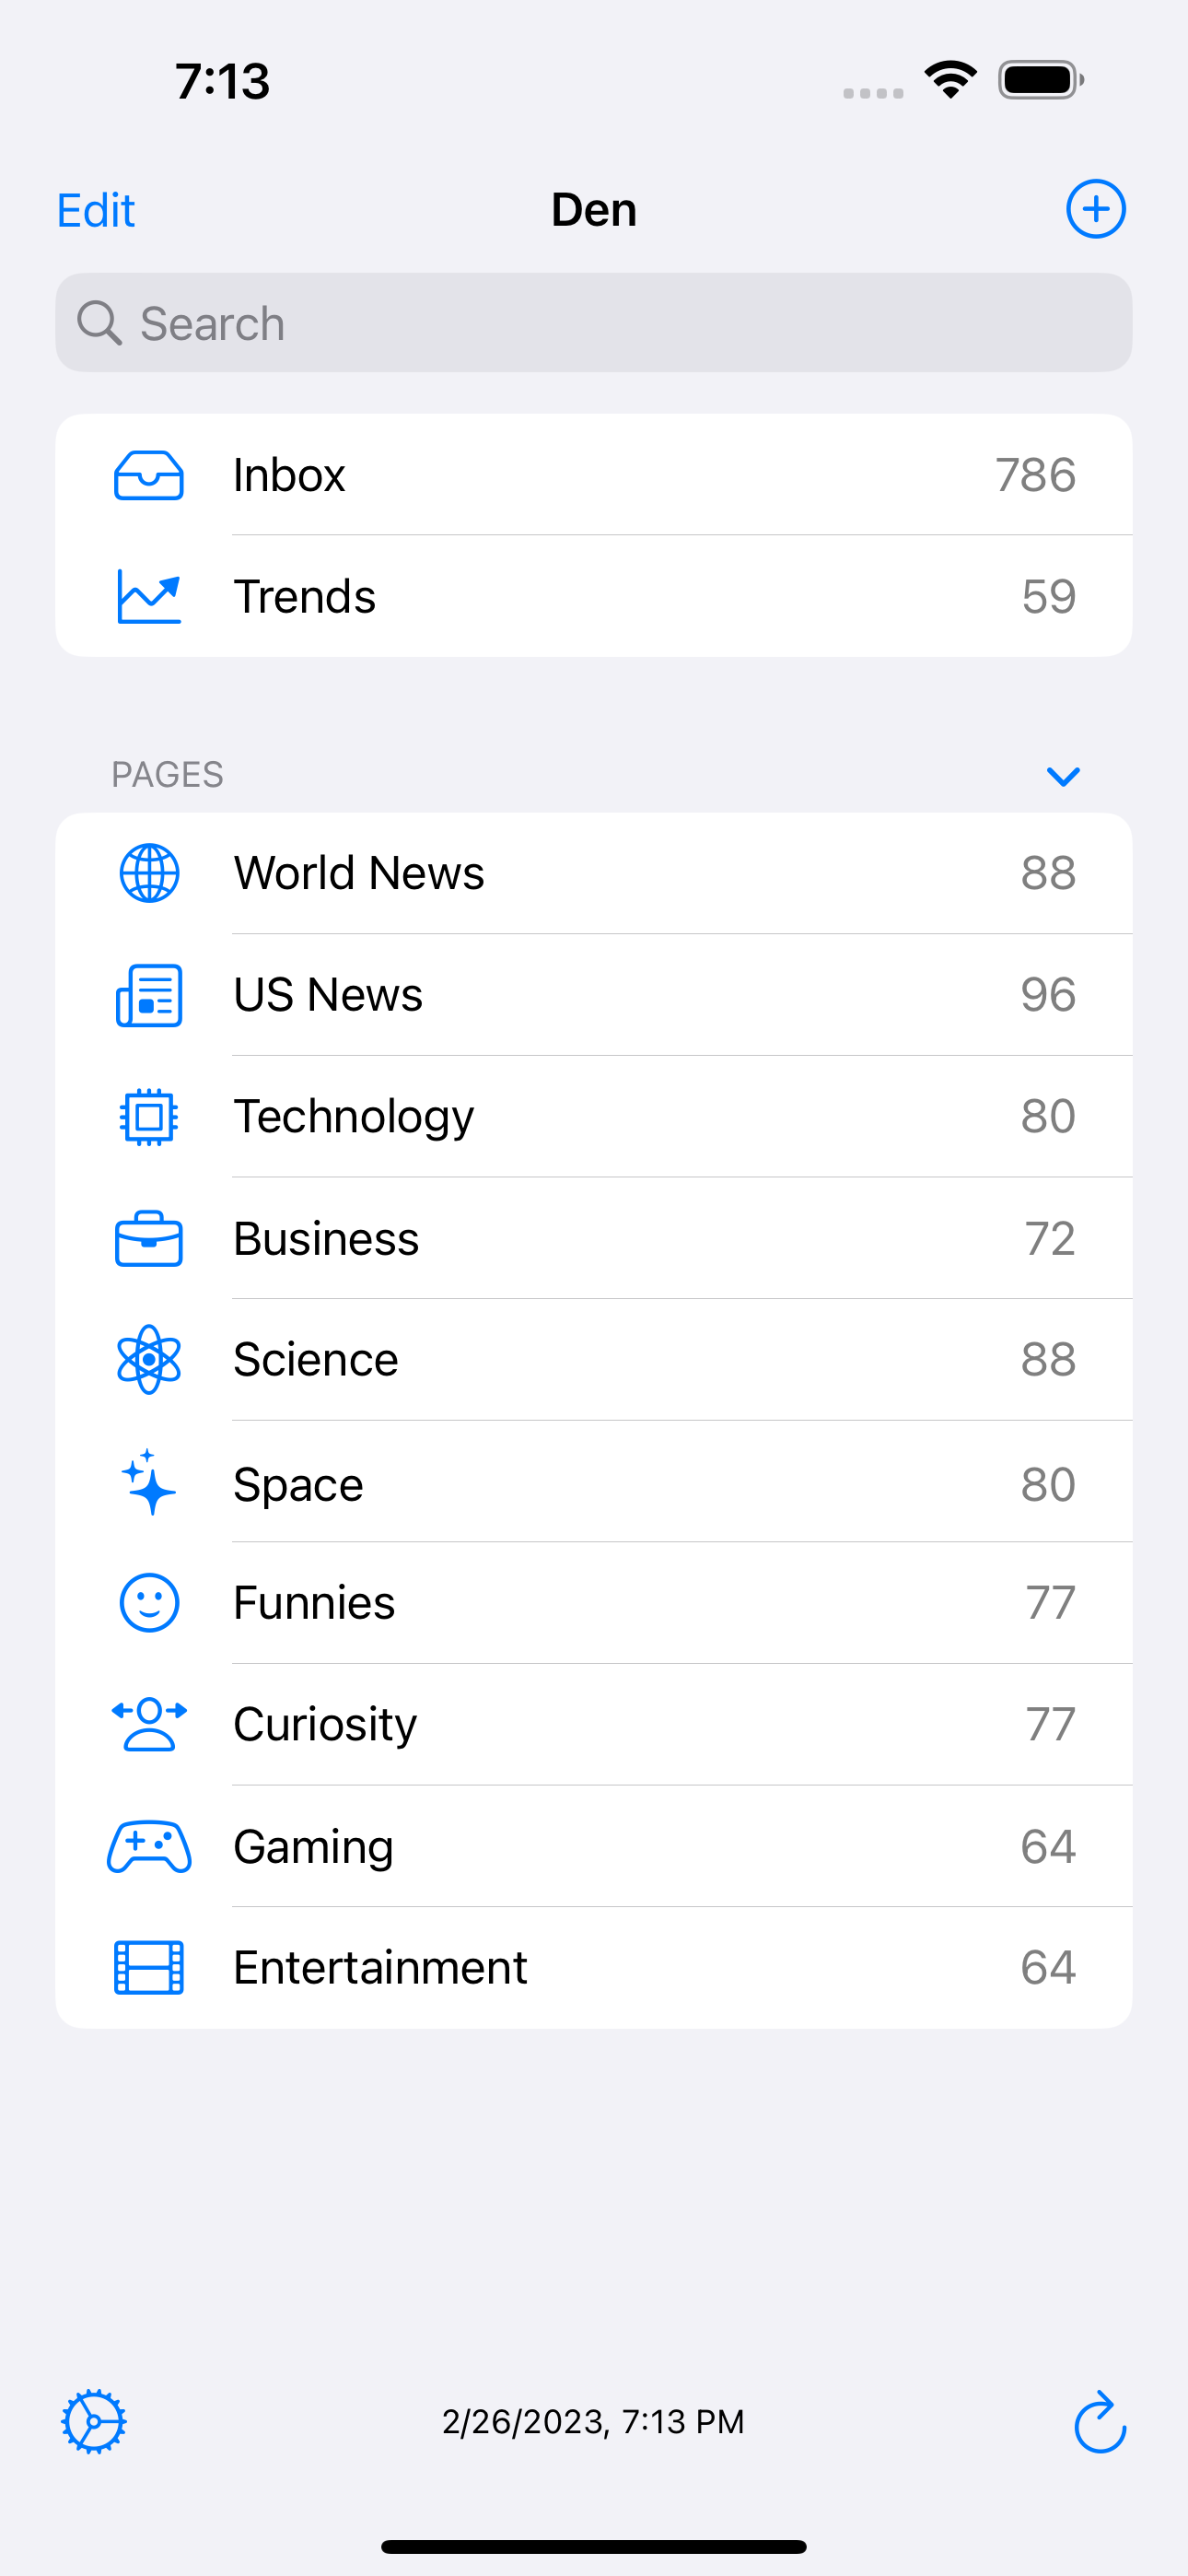 7:13
Edit Den
Search
Inbox 786
Trends 59
PAGES
World News 88
US News 96
Technology 80
Business 72
Science 88
Space 80
Funnies 77
Curiosity 77
Gaming 64
Entertainment 64
2/26/2023, 7:13 PM